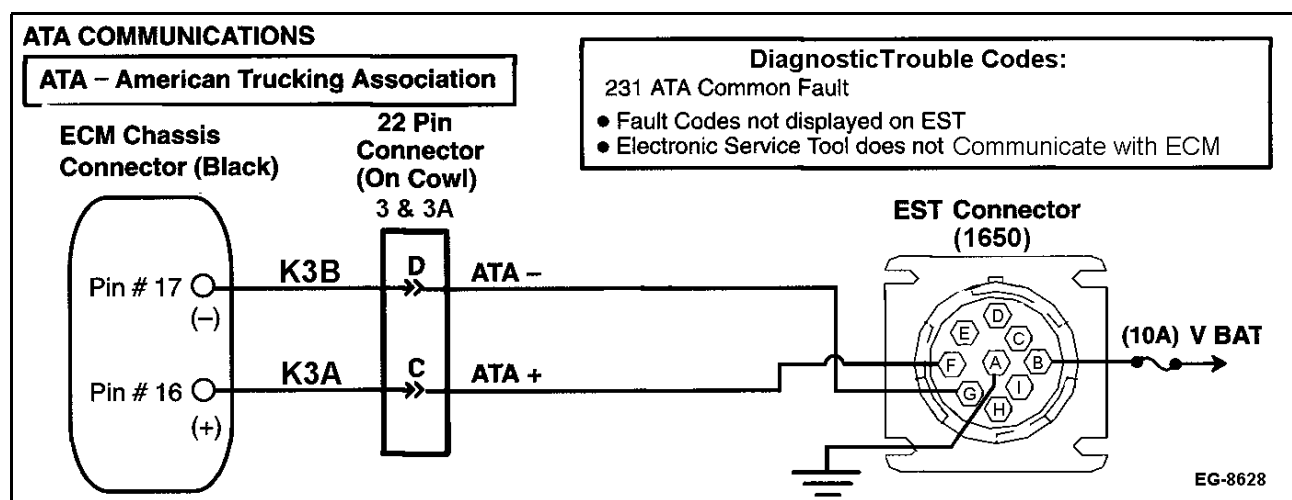 ATA COMMUNICATIONS
ATA – American Trucking Association
DiagnosticTrouble Codes:
231 ATA Common Fault
• Fault Codes not displayed on EST
• Electronic Service Tool does not Communicate with ECM
ECM Chassis
Connector (Black)
22 Pin
Connector
(On Cowl)
3 & 3A
EST Connector
(1650)
Pin # 17
(–)
K3B
D
ATA –
Pin # 16
(+)
K3A
C
ATA +
D
E
C
F
A
B
G
I
H
(10A) V BAT
EG-8628